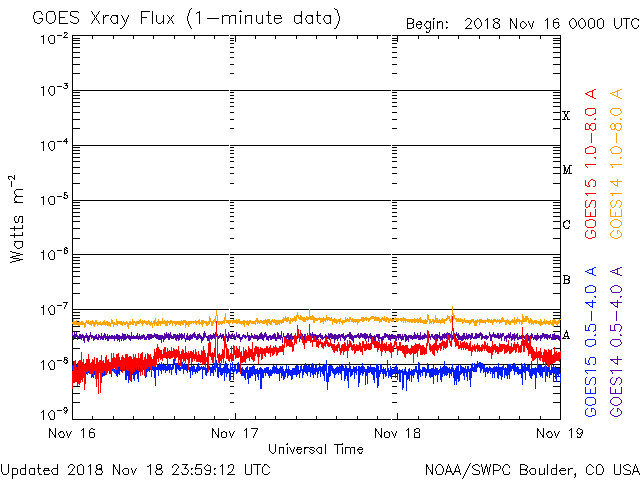 GOES Xray Flux (1-minute data)
Begin: 2018 Nov 16 0000 UTC
10⁻²
10⁻³
10⁻⁴
10⁻⁵
10⁻⁶
10⁻⁷
10⁻⁸
10⁻⁹
Watts m⁻²
X
M
C
B
A
GOES15 1.0-8.0 A
GOES14 1.0-8.0 A
GOES15 0.5-4.0 A
GOES14 0.5-4.0 A
Nov 16 Nov 17 Nov 18 Nov 19
Universal Time
Updated 2018 Nov 18 23:59:12 UTC
NOAA/SWPC Boulder, CO USA